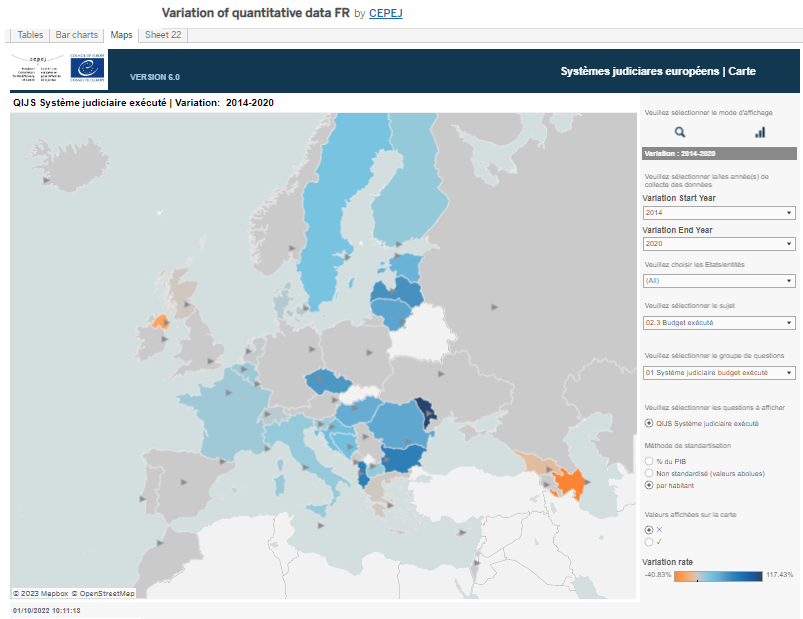 Variation of quantitative data FR by CEPEJ
Tables Bar charts Maps Sheet 22
cepej
COUNCIL OF EUROPE
VERSION 6.0
Systèmes judiciares européens | Carte
QIJS Système judiciaire exécuté | Variation: 2014-2020
Veuillez sélectionner le mode d'affichage
Variation : 2014-2020
Veuillez sélectionner la/les année(s) de
collecte des données
Variation Start Year
2014
Variation End Year
2020
Veuillez choisir les Etats/entités
(All)
Veuillez sélectionner le sujet
02.3 Budget exécuté
Veuillez sélectionner le groupe de questions
01 Système judiciaire budget exécuté
Veuillez sélectionner les questions à afficher
QIJS Système judiciaire exécuté
Méthode de standartisation
% du PIB
Non standardisé (valeurs abolues)
par habitant
Valeurs affichées sur la carte
X
✓
Variation rate
-40.83% 117.43%
© 2023 Mapbox © OpenStreetMap
01/10/2022 10:11:13